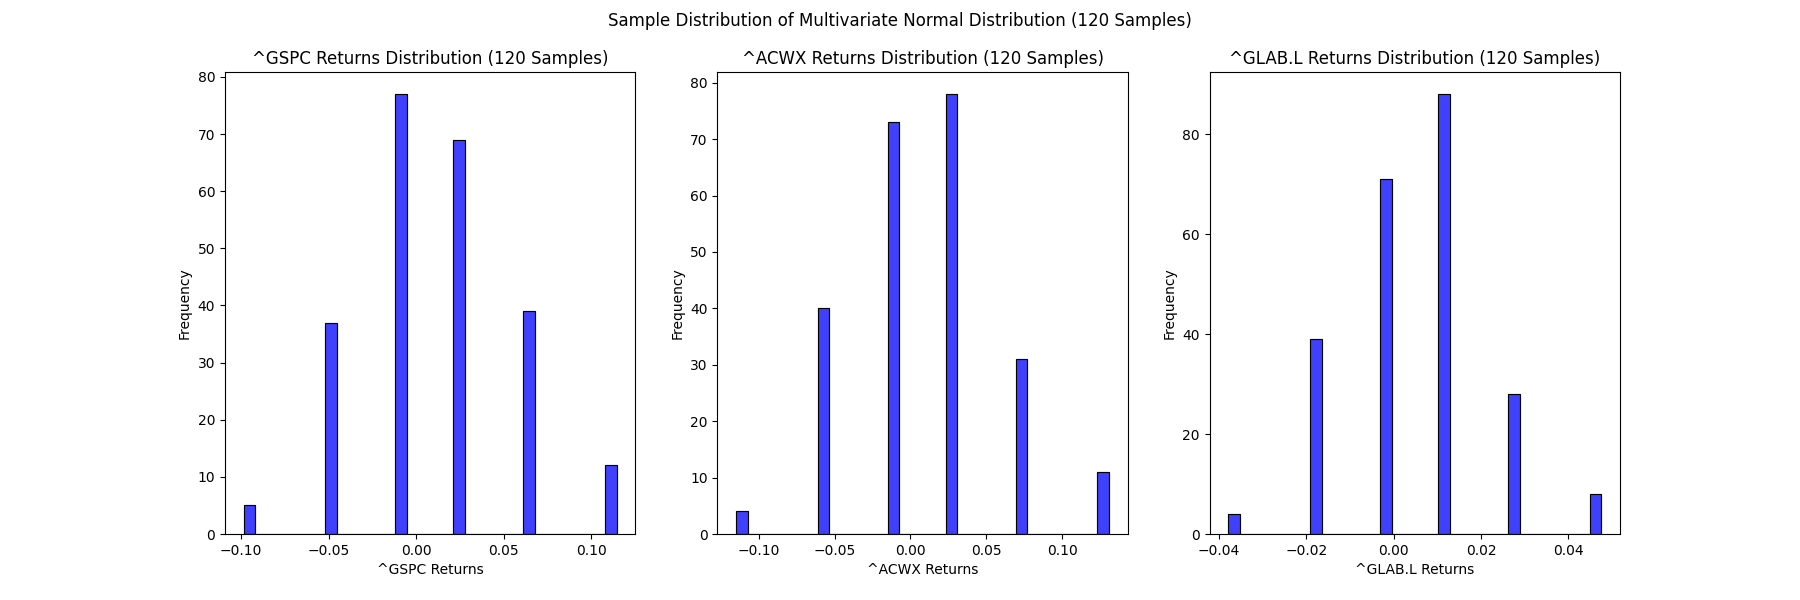 Sample Distribution of Multivariate Normal Distribution (120 Samples)
^GSPC Returns Distribution (120 Samples)
80
70
60
50
40
30
20
10
0
Frequency
−0.10 −0.05 0.00 0.05 0.10
^GSPC Returns
^ACWX Returns Distribution (120 Samples)
80
70
60
50
40
30
20
10
0
Frequency
−0.10 −0.05 0.00 0.05 0.10
^ACWX Returns
^GLAB.L Returns Distribution (120 Samples)
80
60
40
20
0
Frequency
−0.04 −0.02 0.00 0.02 0.04
^GLAB.L Returns